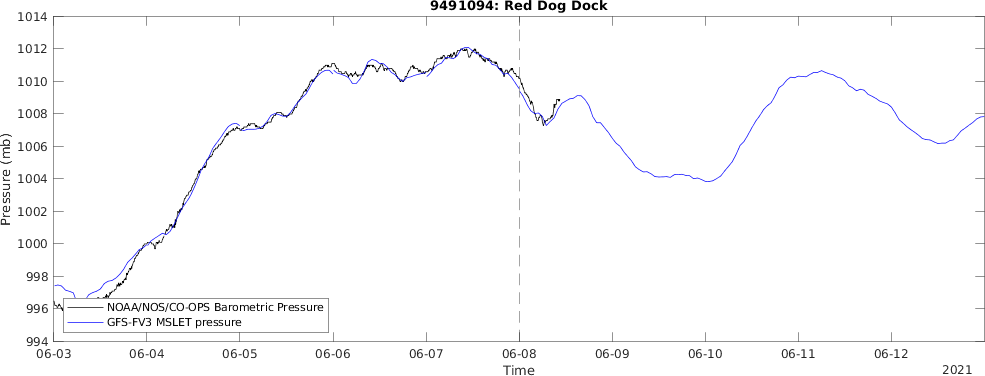 9491094: Red Dog Dock
Pressure (mb)
1014
1012
1010
1008
1006
1004
1002
1000
998
996
994
NOAA/NOS/CO-OPS Barometric Pressure
GFS-FV3 MSLET pressure
06-03 06-04 06-05 06-06 06-07 06-08 06-09 06-10 06-11 06-12
Time
2021